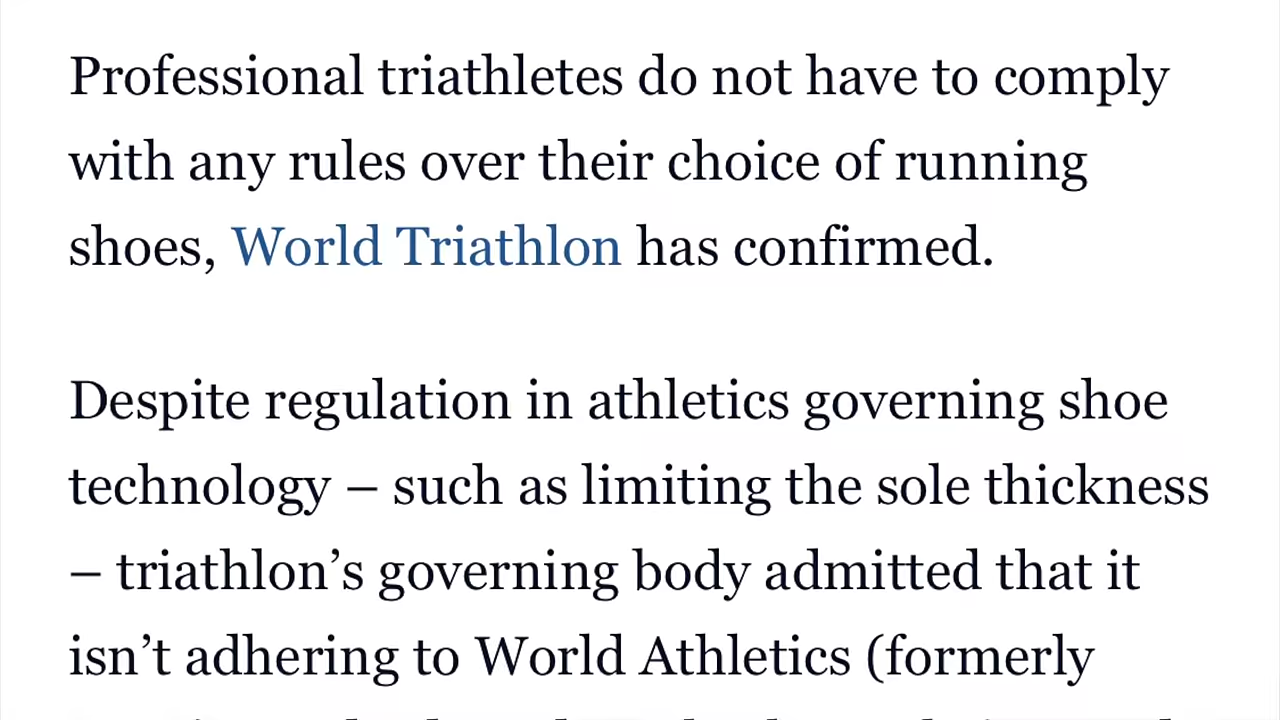 Professional triathletes do not have to comply
with any rules over their choice of running
shoes, World Triathlon has confirmed.
Despite regulation in athletics governing shoe
technology – such as limiting the sole thickness
– triathlon’s governing body admitted that it
isn’t adhering to World Athletics (formerly